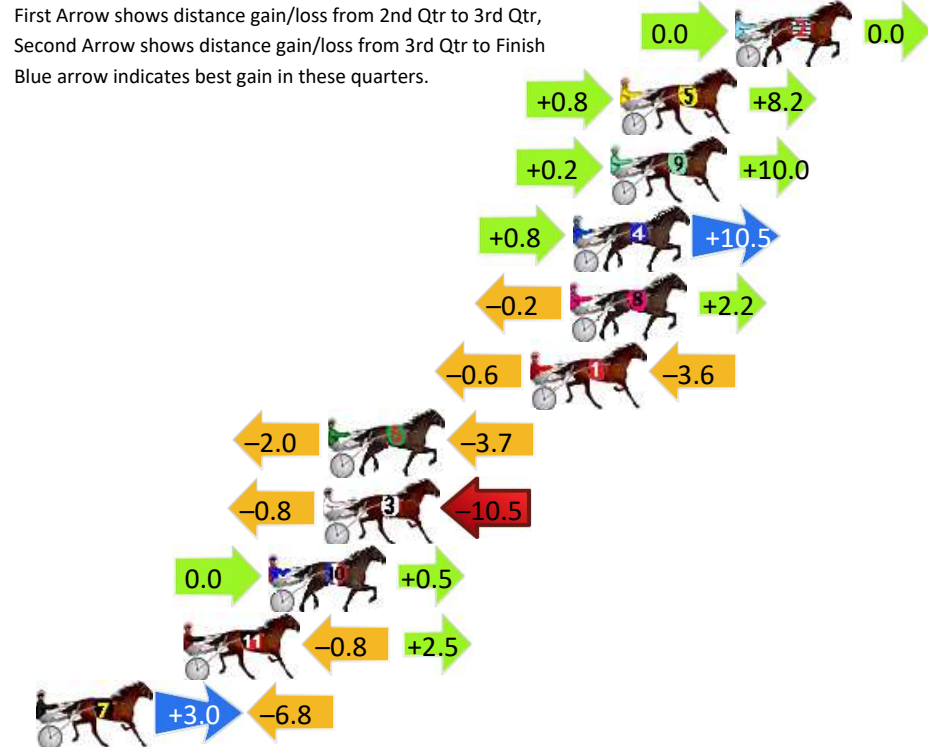 First Arrow shows distance gain/loss from 2nd Qtr to 3rd Qtr,
Second Arrow shows distance gain/loss from 3rd Qtr to Finish
Blue arrow indicates best gain in these quarters.
0.0 2 0.0
+0.8 5 +8.2
+0.2 9 +10.0
+0.8 4 +10.5
–0.2 8 +2.2
–0.6 1 –3.6
–2.0 6 –3.7
–0.8 3 –10.5
0.0 10 +0.5
11 –0.8 +2.5
7 +3.0 –6.8